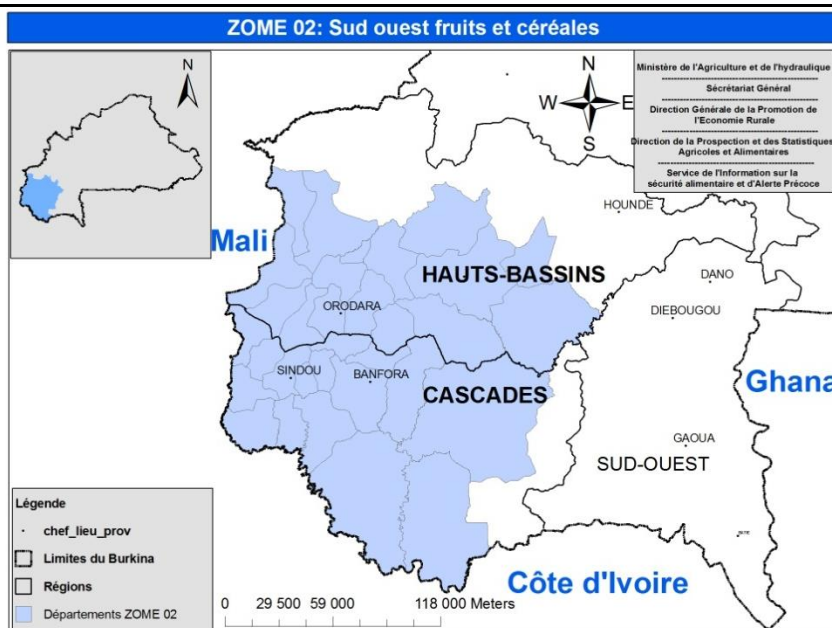 ZOME 02: Sud ouest fruits et céréales
N
N
W E
S
Ministère de l'Agriculture et de l'hydraulique
Sécrétariat Général
Direction Générale de la Promotion de
l'Economie Rurale
Direction de la Prospection et des Statistiques
Agricoles et Alimentaires
Service de l'Information sur la
sécurité alimentaire et d'Alerte Précoce
HOUNDE
Mali
HAUTS-BASSINS
DANO
ORODARA
DIEBOUGOU
SINDOU
BANFORA
CASCADES
Ghana
GAOUA
SUD-OUEST
Côte d'Ivoire
Légende
chef_lieu_prov
Limites du Burkina
Régions
Départements ZOME 02
0 29 500 59 000 118 000 Meters